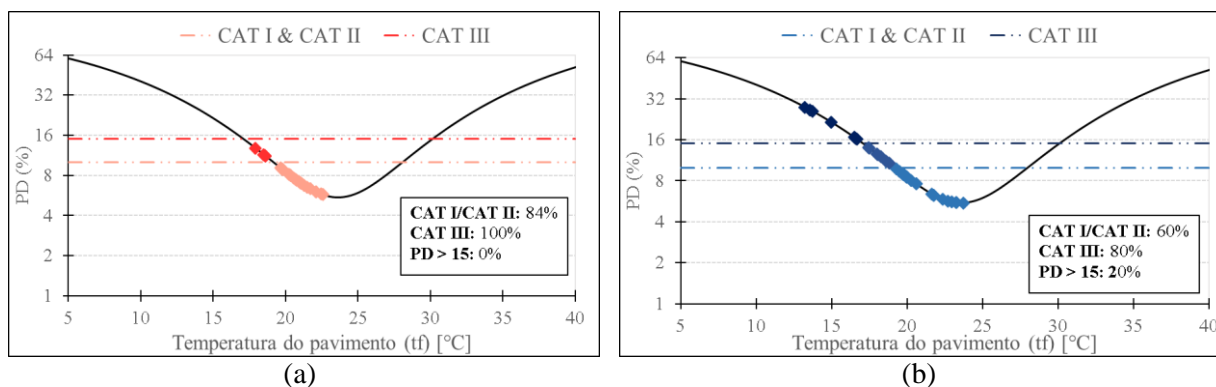 CAT I & CAT II CAT III
64
32
16
8
4
2
1
PD (%)
CAT I/CAT II: 84%
CAT III: 100%
PD > 15: 0%
5 10 15 20 25 30 35 40
Temperatura do pavimento (tf) [°C]
(a)
CAT I & CAT II CAT III
64
32
16
8
4
2
1
PD (%)
CAT I/CAT II: 60%
CAT III: 80%
PD > 15: 20%
5 10 15 20 25 30 35 40
Temperatura do pavimento (tf) [°C]
(b)